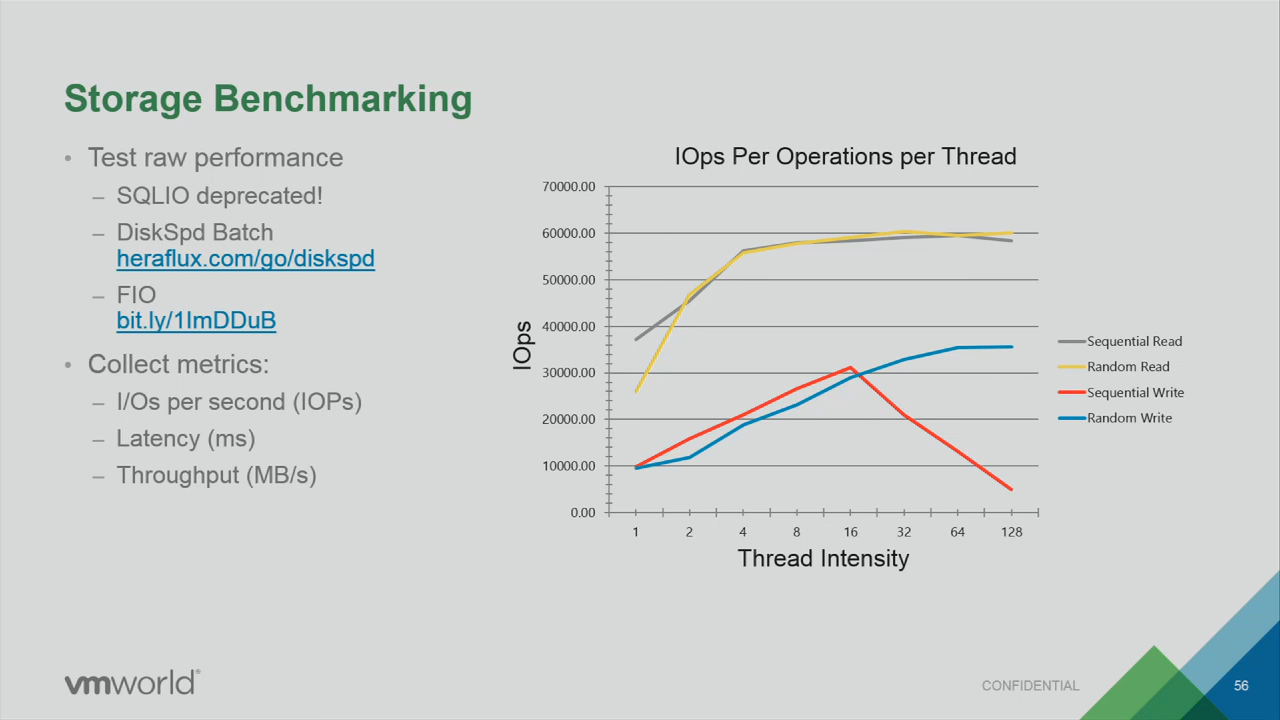 Storage Benchmarking
• Test raw performance
– SQLIO deprecated!
– DiskSpd Batch
heraflux.com/go/diskspd
– FIO
bit.ly/1lmDDuB
• Collect metrics:
– I/Os per second (IOPs)
– Latency (ms)
– Throughput (MB/s)
IOps Per Operations per Thread
70000.00
60000.00
50000.00
40000.00
30000.00
20000.00
10000.00
0.00
IOps
1 2 4 8 16 32 64 128
Thread Intensity
Sequential Read
Random Read
Sequential Write
Random Write
vmworld®
CONFIDENTIAL
56